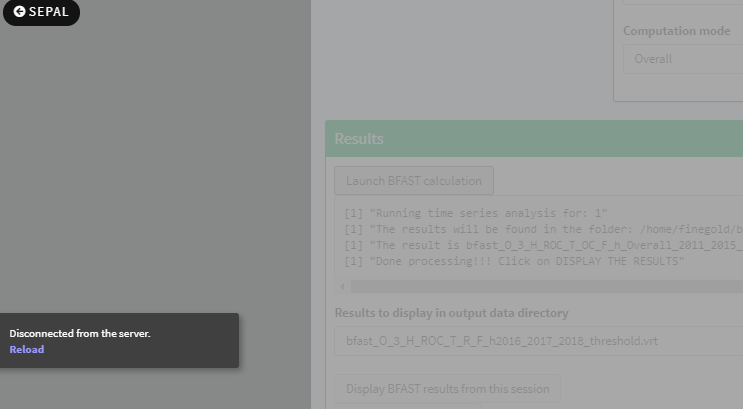 SEPAL
Computation mode
Overall
Results
Launch BFAST calculation
[1] "Running time series analysis for: 1"
[1] "The results will be found in the folder: /home/finegold/b
[1] "The result is bfast_O_3_H_ROC_T_OC_F_h_Overall_2011_2015_
[1] "Done processing!!! Click on DISPLAY THE RESULTS"
Results to display in output data directory
bfast_O_3_H_ROC_T_R_F_h2016_2017_2018_threshold.vrt
Display BFAST results from this session
Disconnected from the server.
Reload